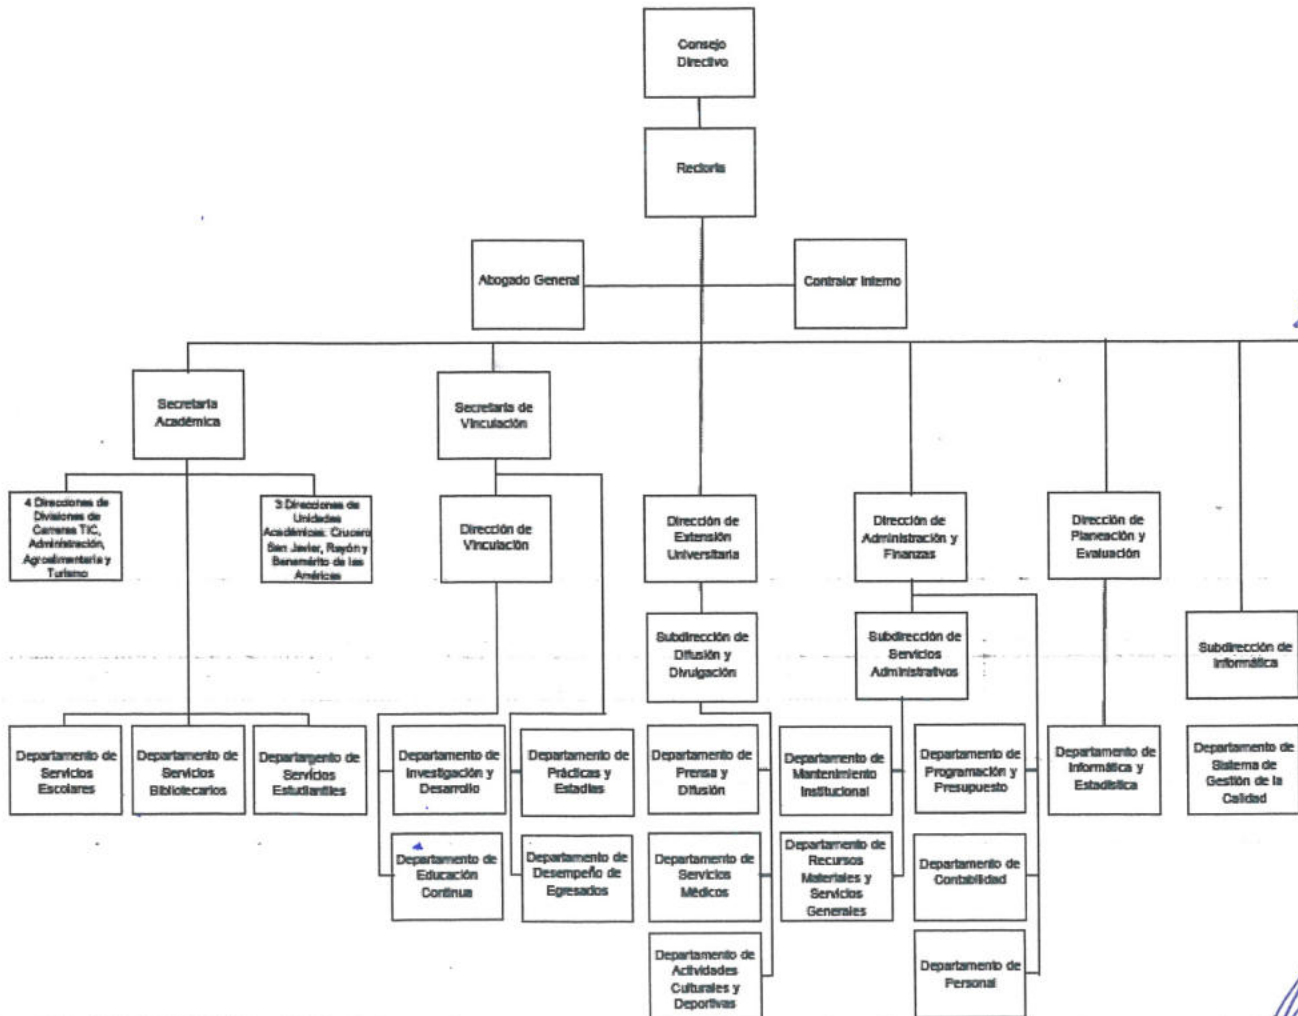 Consejo
Directivo
Rectoría
Abogado General
Contralor Interno
Secretaría
Académica
Secretaría de
Vinculación
4 Direcciones de
Divisiones de
Carreras TIC,
Administración,
Agroalimentaria y
Turismo
3 Direcciones de
Unidades
Académicas: Crucero
San Javier, Rayón y
Benemérito de las
Américas
Dirección de
Vinculación
Dirección de
Extensión
Universitaria
Dirección de
Administración y
Finanzas
Dirección de
Planeación y
Evaluación
Subdirección de
Difusión y
Divulgación
Subdirección de
Servicios
Administrativos
Subdirección de
Informática
Departamento de
Servicios
Escolares
Departamento de
Servicios
Bibliotecarios
Departamento de
Servicios
Estudiantiles
Departamento de
Investigación y
Desarrollo
Departamento de
Prácticas y
Estadías
Departamento de
Prensa y
Difusión
Departamento de
Mantenimiento
Institucional
Departamento de
Programación y
Presupuesto
Departamento de
Informática y
Estadística
Departamento de
Sistema de
Gestión de la
Calidad
Departamento de
Educación
Continua
Departamento de
Desempeño de
Egresados
Departamento de
Servicios
Médicos
Departamento de
Recursos
Materiales y
Servicios
Generales
Departamento de
Contabilidad
Departamento de
Actividades
Culturales y
Deportivas
Departamento de
Personal